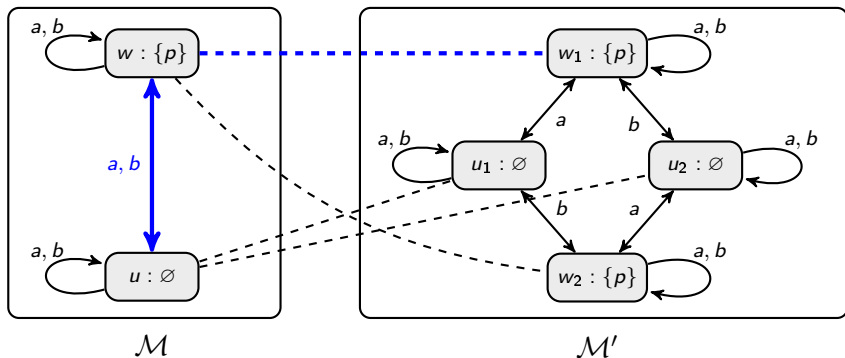 a, b
w : {p}
a, b
a, b
u : ∅
w₁ : {p}
a, b
a
b
a, b
u₁ : ∅
u₂ : ∅
a, b
b
a
w₂ : {p}
a, b
ℳ
ℳ′